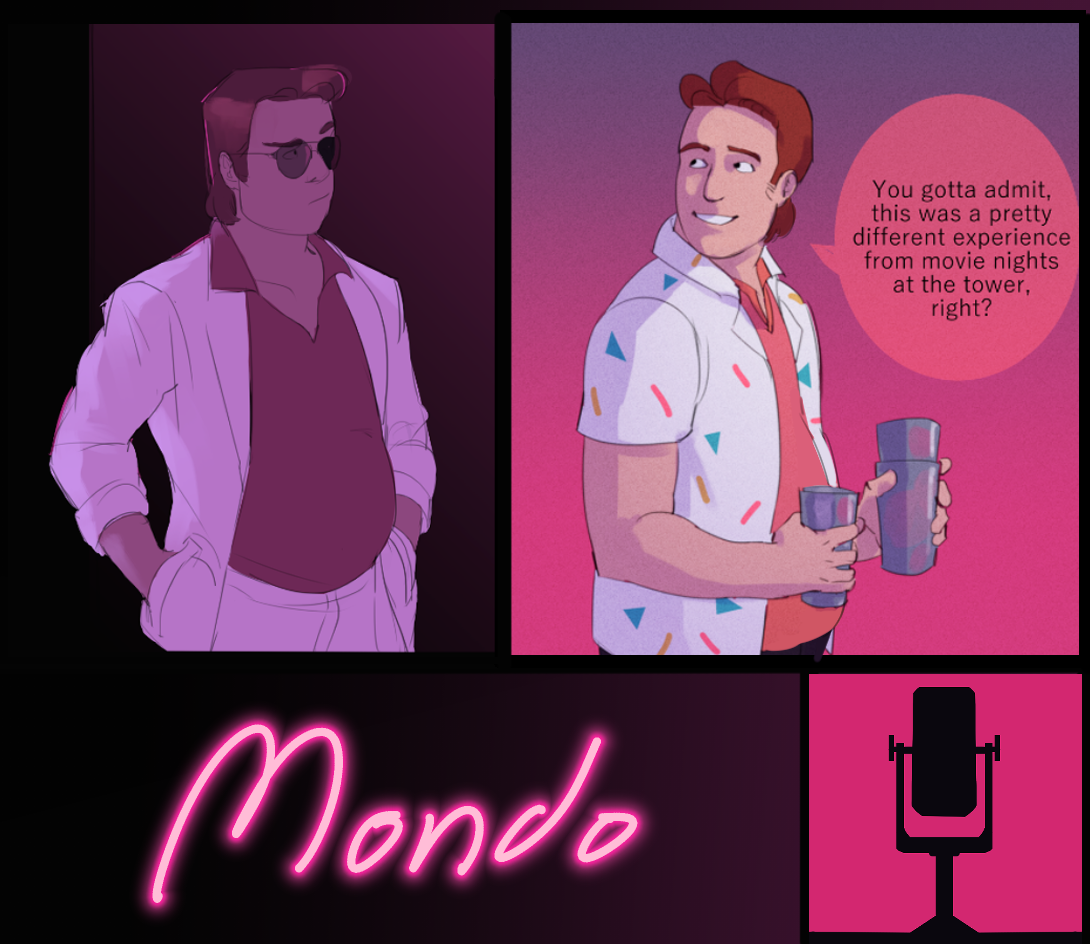 You gotta admit,
this was a pretty
different experience
from movie nights
at the tower,
right?
Mondo